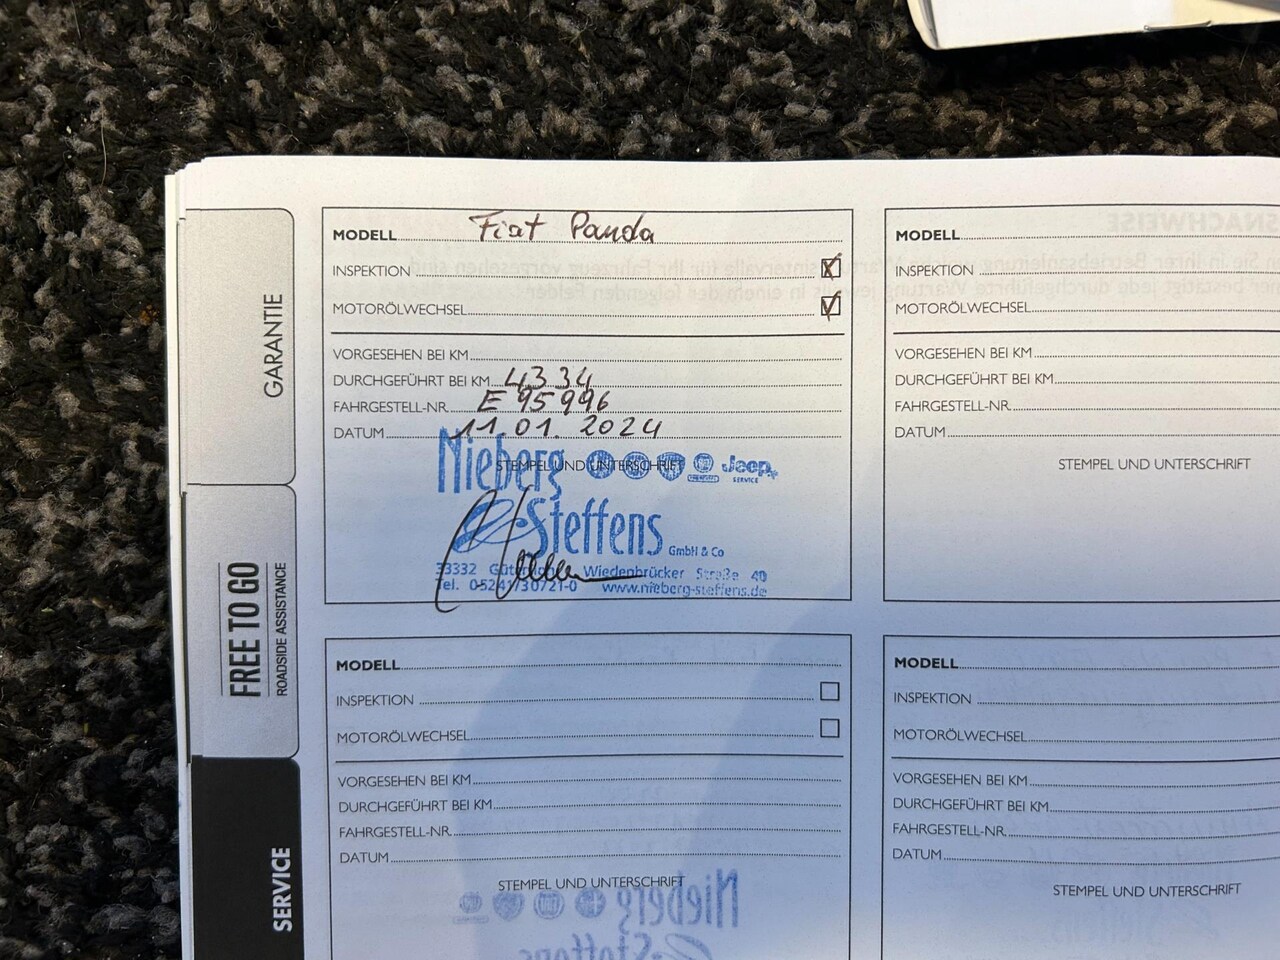 GARANTIE
FREE TO GO
ROADSIDE ASSISTANCE
SERVICE
MODELL Fiat Panda
INSPEKTION
MOTORÖLWECHSEL
VORGESEHEN BEI KM
DURCHGEFÜHRT BEI KM 4334
FAHRGESTELL-NR. E 95996
DATUM 11.01.2024
STEMPEL UND UNTERSCHRIFT
Nieberg
Jeep
SERVICE
Steffens
GmbH & Co
33332 Wiedenbrücker Straße 40
Tel. 05241/30721-0 www.nieberg-steffens.de
MODELL
INSPEKTION
MOTORÖLWECHSEL
VORGESEHEN BEI KM
DURCHGEFÜHRT BEI KM
FAHRGESTELL-NR.
DATUM
STEMPEL UND UNTERSCHRIFT
MODELL
INSPEKTION
MOTORÖLWECHSEL
VORGESEHEN BEI KM
DURCHGEFÜHRT BEI KM
FAHRGESTELL-NR.
DATUM
STEMPEL UND UNTERSCHRIFT
MODELL
INSPEKTION
MOTORÖLWECHSEL
VORGESEHEN BEI KM
DURCHGEFÜHRT BEI KM
FAHRGESTELL-NR.
DATUM
STEMPEL UND UNTERSCHRIFT